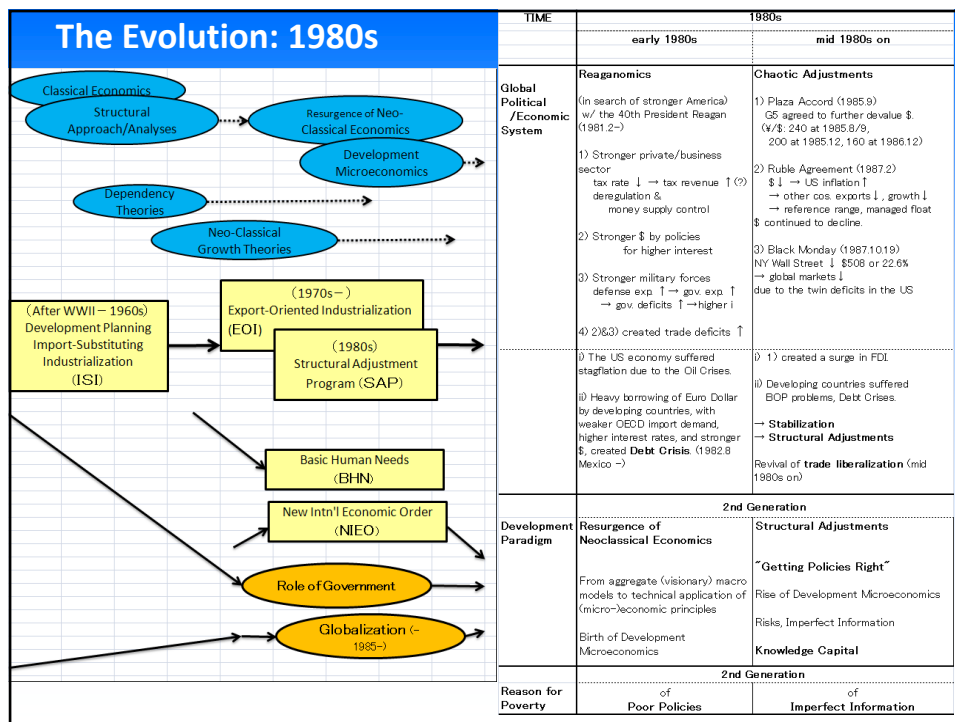 The Evolution: 1980s
Classical Economics
Structural
Approach/Analyses
Resurgence of Neo-
Classical Economics
Development
Microeconomics
Dependency
Theories
Neo-Classical
Growth Theories
(After WWII – 1960s)
Development Planning
Import-Substituting
Industrialization
(ISI)
(1970s – )
Export-Oriented Industrialization
(EOI)
(1980s)
Structural Adjustment
Program (SAP)
Basic Human Needs
(BHN)
New Intn'l Economic Order
(NIEO)
Role of Government
Globalization (–
1985-)
TIME
1980s
early 1980s
mid 1980s on
Global
Political
/Economic
System
Reaganomics
(in search of stronger America)
w/ the 40th President Reagan
(1981.2-)
1) Stronger private/business
sector
tax rate ↓ → tax revenue ↑ (?)
deregulation &
money supply control
2) Stronger $ by policies
for higher interest
3) Stronger military forces
defense exp. ↑ → gov. exp. ↑
→ gov. deficits ↑ →higher i
4) 2)&3) created trade deficits ↑
Chaotic Adjustments
1) Plaza Accord (1985.9)
G5 agreed to further devalue $.
(¥/$: 240 at 1985.8/9,
200 at 1985.12, 160 at 1986.12)
2) Ruble Agreement (1987.2)
$↓ → US inflation↑
→ other cos. exports↓, growth↓
→ reference range, managed float
$ continued to decline.
3) Black Monday (1987.10.19)
NY Wall Street ↓ $508 or 22.6%
→ global markets↓
due to the twin deficits in the US
i) The US economy suffered
stagflation due to the Oil Crises.
ii) Heavy borrowing of Euro Dollar
by developing countries, with
weaker OECD import demand,
higher interest rates, and stronger
$, created Debt Crisis. (1982.8
Mexico –)
i) 1) created a surge in FDI.
ii) Developing countries suffered
BOP problems, Debt Crises.
→ Stabilization
→ Structural Adjustments
Revival of trade liberalization (mid
1980s on)
2nd Generation
Development
Paradigm
Resurgence of
Neoclassical Economics
From aggregate (visionary) macro
models to technical application of
(micro-)economic principles
Birth of Development
Microeconomics
Structural Adjustments
"Getting Policies Right"
Rise of Development Microeconomics
Risks, Imperfect Information
Knowledge Capital
2nd Generation
Reason for
Poverty
of
Poor Policies
of
Imperfect Information